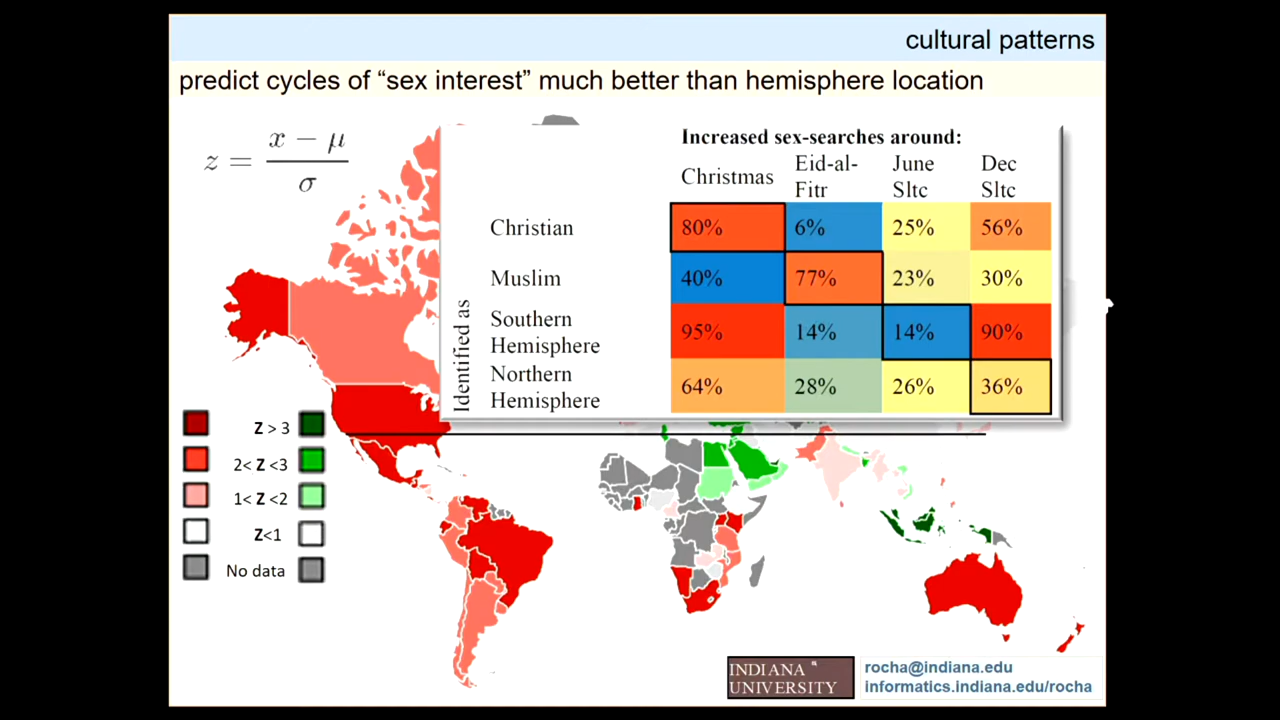 cultural patterns
predict cycles of “sex interest” much better than hemisphere location
z = x − μ / σ
Increased sex-searches around:
Christmas Eid-al-Fitr June Sltc Dec Sltc
Identified as
Christian 80% 6% 25% 56%
Muslim 40% 77% 23% 30%
Southern Hemisphere 95% 14% 14% 90%
Northern Hemisphere 64% 28% 26% 36%
Z > 3
2< Z <3
1< Z <2
Z<1
No data
INDIANA
UNIVERSITY
rocha@indiana.edu
informatics.indiana.edu/rocha